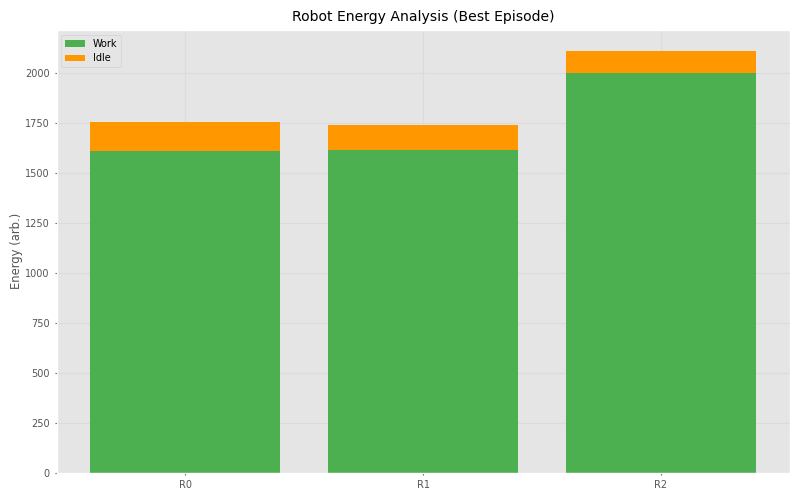 Robot Energy Analysis (Best Episode)
Work
Idle
2000
1750
1500
1250
1000
750
500
250
0
Energy (arb.)
R0
R1
R2